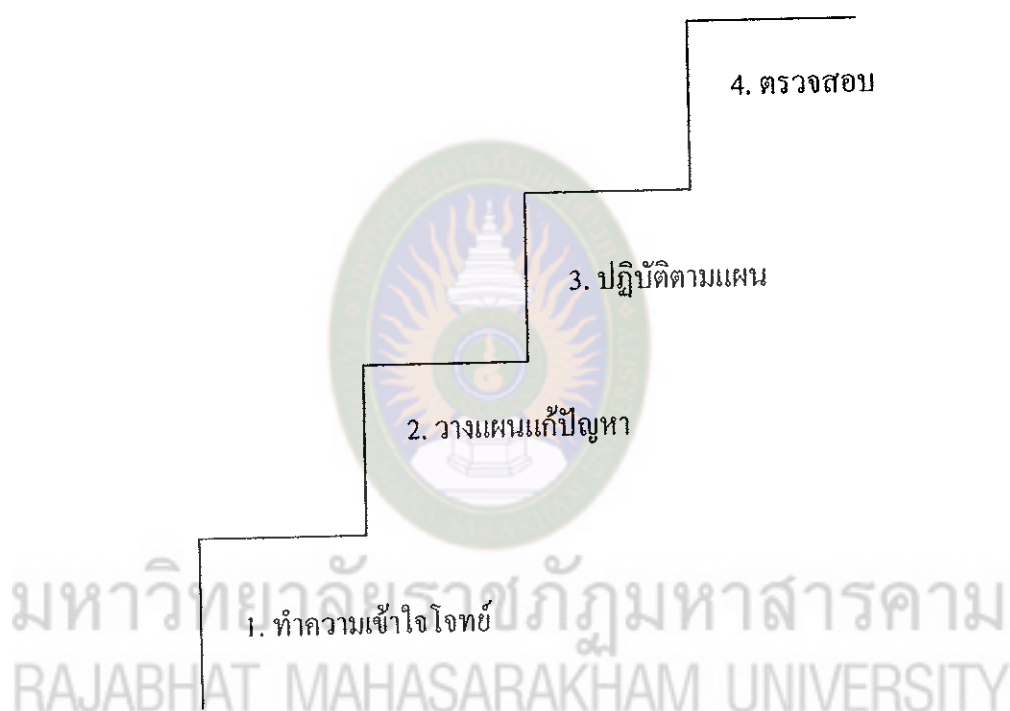 4. ตรวจสอบ
3. ปฏิบัติตามแผน
2. วางแผนแก้ปัญหา
1. ทำความเข้าใจโจทย์
มหาวิทยาลัยราชภัฏมหาสารคาม
RAJABHAT MAHASARAKHAM UNIVERSITY